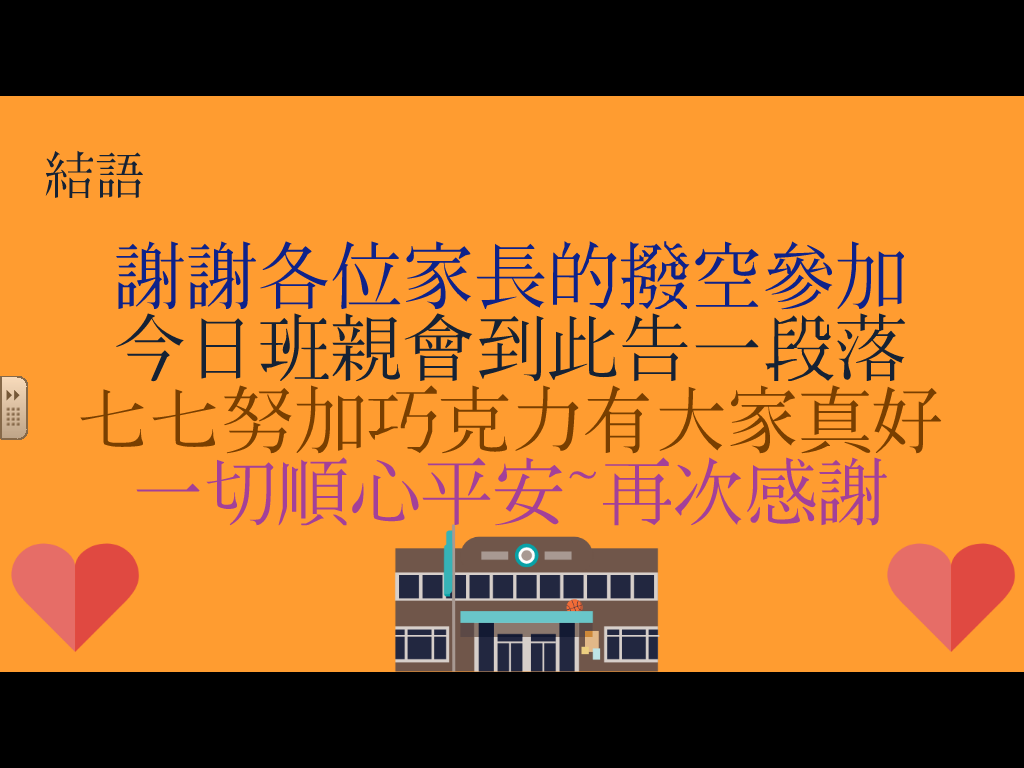 結語
謝謝各位家長的撥空參加
今日班親會到此告一段落
七七努加巧克力有大家真好
一切順心平安~再次感謝